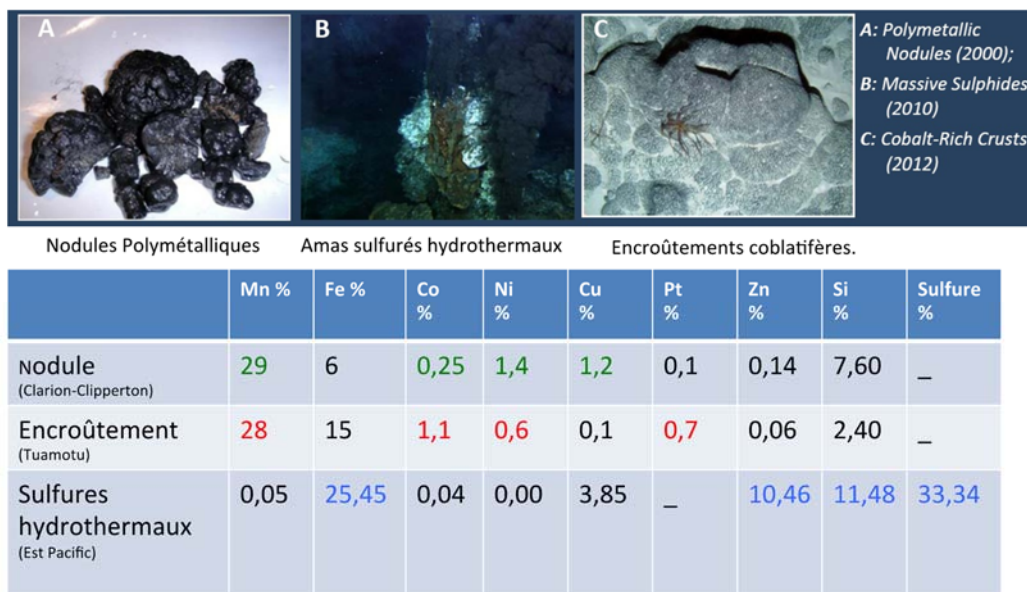 A
B
C
A: Polymetallic
Nodules (2000);
B: Massive Sulphides
(2010)
C: Cobalt-Rich Crusts
(2012)
Nodules Polymétalliques
Amas sulfurés hydrothermaux
Encroûtements coblatifères.
Mn % Fe % Co % Ni % Cu % Pt % Zn % Si % Sulfure %
Nodule 29 6 0,25 1,4 1,2 0,1 0,14 7,60 _
(Clarion-Clipperton)
Encroûtement 28 15 1,1 0,6 0,1 0,7 0,06 2,40 _
(Tuamotu)
Sulfures 0,05 25,45 0,04 0,00 3,85 _ 10,46 11,48 33,34
hydrothermaux
(Est Pacific)